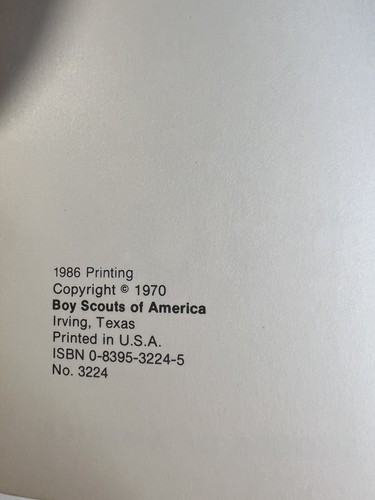 1986 Printing
Copyright © 1970
Boy Scouts of America
Irving, Texas
Printed in U.S.A.
ISBN 0-8395-3224-5
No. 3224